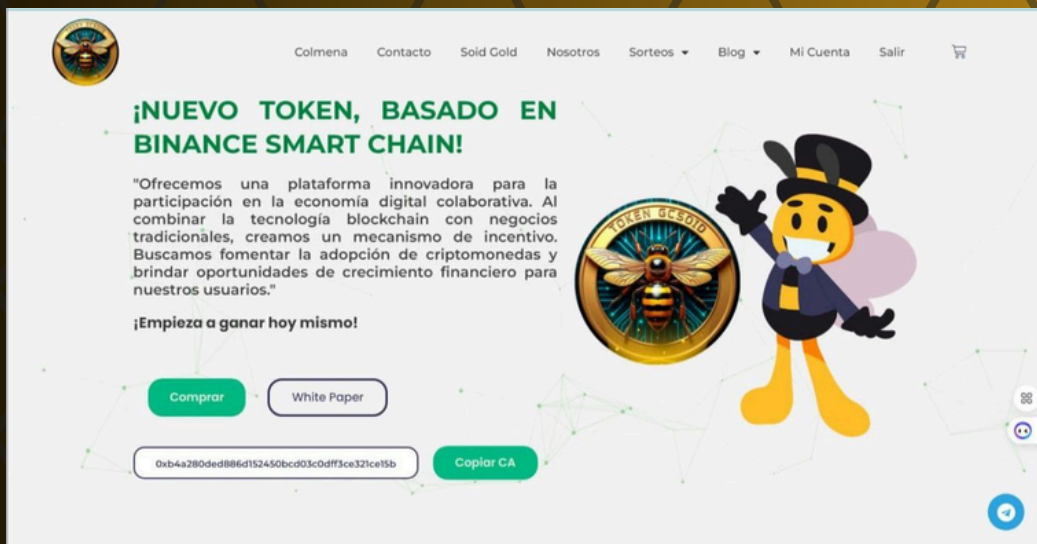 Colmena Contacto Soid Gold Nosotros Sorteos Blog Mi Cuenta Salir
¡NUEVO TOKEN, BASADO EN
BINANCE SMART CHAIN!
"Ofrecemos una plataforma innovadora para la
participación en la economía digital colaborativa. Al
combinar la tecnología blockchain con negocios
tradicionales, creamos un mecanismo de incentivo.
Buscamos fomentar la adopción de criptomonedas y
brindar oportunidades de crecimiento financiero para
nuestros usuarios."
¡Empieza a ganar hoy mismo!
TOKEN GCSOID
Comprar White Paper
0xb4a280ded886d152450bcd03c0dff3ce321ce15b Copiar CA